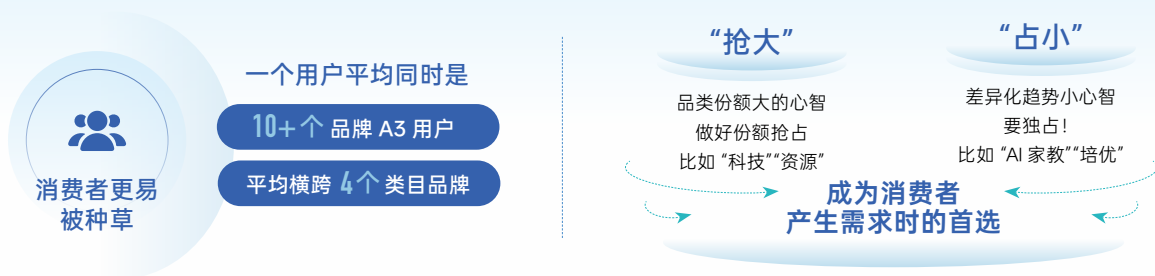 消费者更易
被种草
一个用户平均同时是
10+个 品牌 A3 用户
平均横跨 4个 类目品牌
“抢大”
品类份额大的心智
做好份额抢占
比如 “科技”“资源”
“占小”
差异化趋势小心智
要独占！
比如 “AI 家教”“培优”
成为消费者
产生需求时的首选